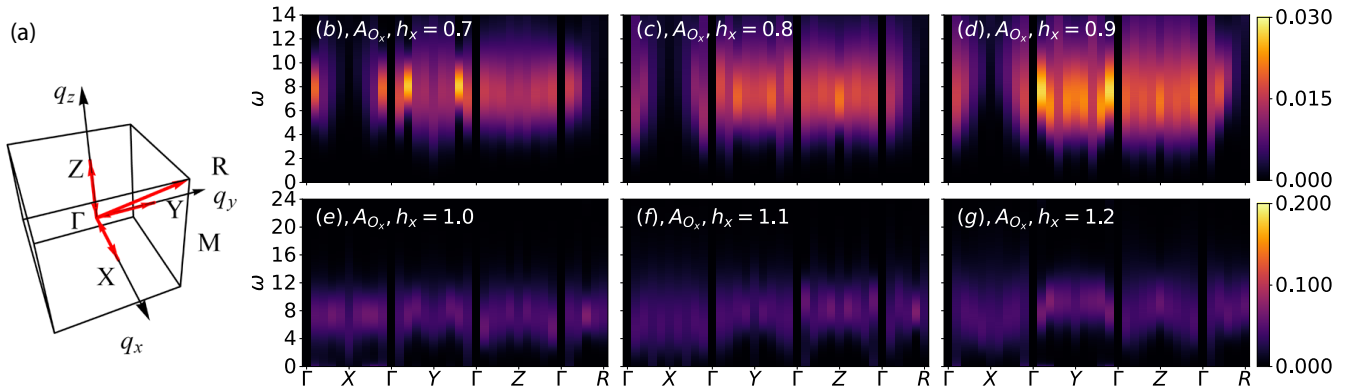 (a)
q_z
Z
R
q_y
Γ
Y
M
X
q_x
(b), A_{O_x}, h_x = 0.7
(c), A_{O_x}, h_x = 0.8
(d), A_{O_x}, h_x = 0.9
ω
14
12
10
8
6
4
2
0
0.030
0.015
0.000
(e), A_{O_x}, h_x = 1.0
(f), A_{O_x}, h_x = 1.1
(g), A_{O_x}, h_x = 1.2
ω
24
20
16
12
8
4
0
0.200
0.100
0.000
Γ X Γ Y Γ Z Γ R
Γ X Γ Y Γ Z Γ R
Γ X Γ Y Γ Z Γ R